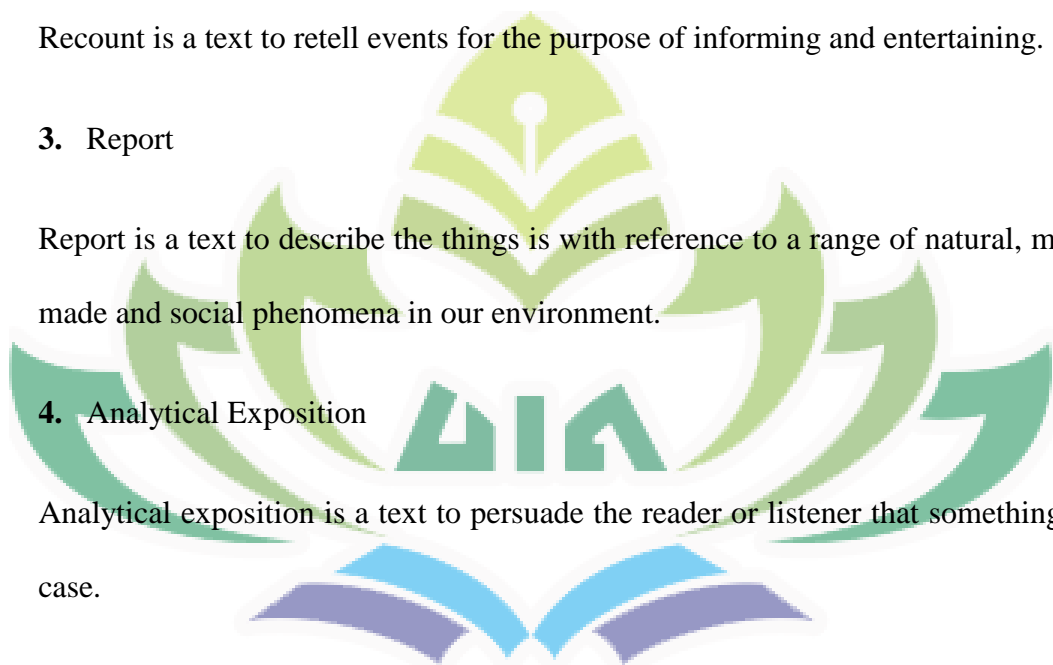 Recount is a text to retell events for the purpose of informing and entertaining.
3. Report
Report is a text to describe the things is with reference to a range of natural, m
made and social phenomena in our environment.
4. Analytical Exposition
Analytical exposition is a text to persuade the reader or listener that something
case.
UIN